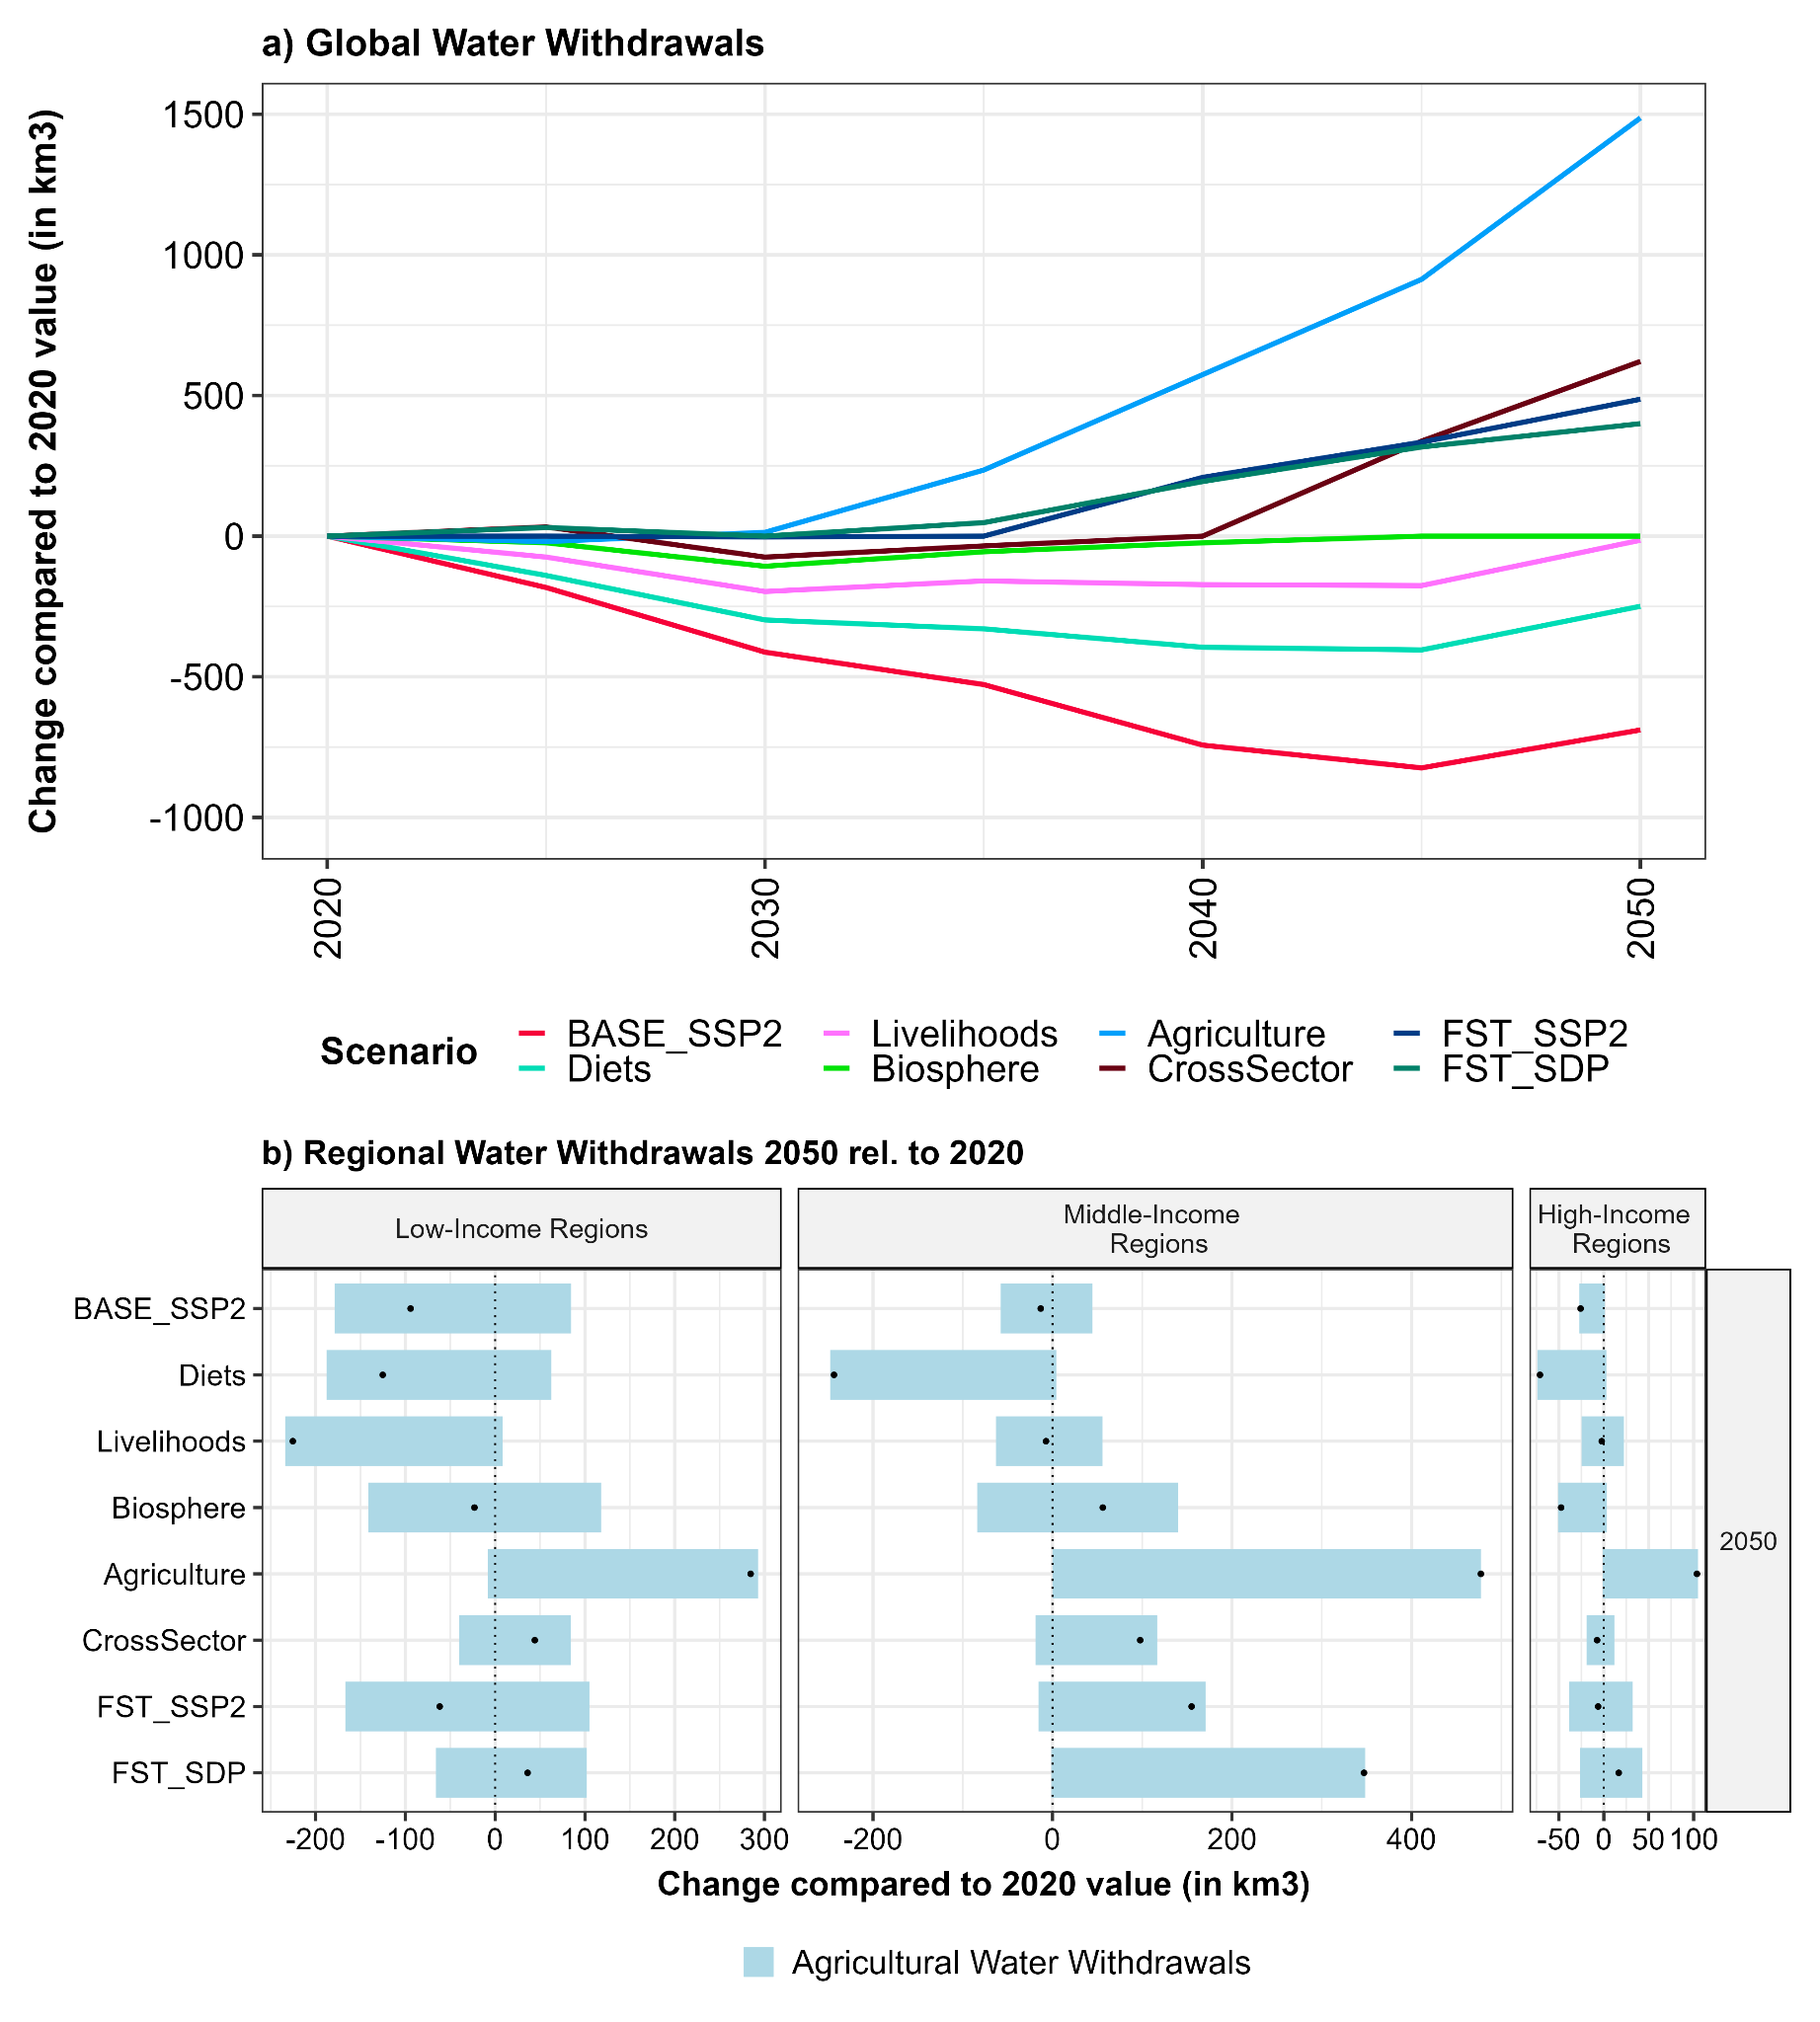 a) Global Water Withdrawals
Change compared to 2020 value (in km3)
1500
1000
500
0
-500
-1000
2020
2030
2040
2050
Scenario
BASE_SSP2
Livelihoods
Agriculture
FST_SSP2
Diets
Biosphere
CrossSector
FST_SDP
b) Regional Water Withdrawals 2050 rel. to 2020
Low-Income Regions
Middle-Income
Regions
High-Income
Regions
BASE_SSP2
Diets
Livelihoods
Biosphere
Agriculture
CrossSector
FST_SSP2
FST_SDP
2050
-200 -100 0 100 200 300
-200 0 200 400
-50 0 50 100
Change compared to 2020 value (in km3)
Agricultural Water Withdrawals